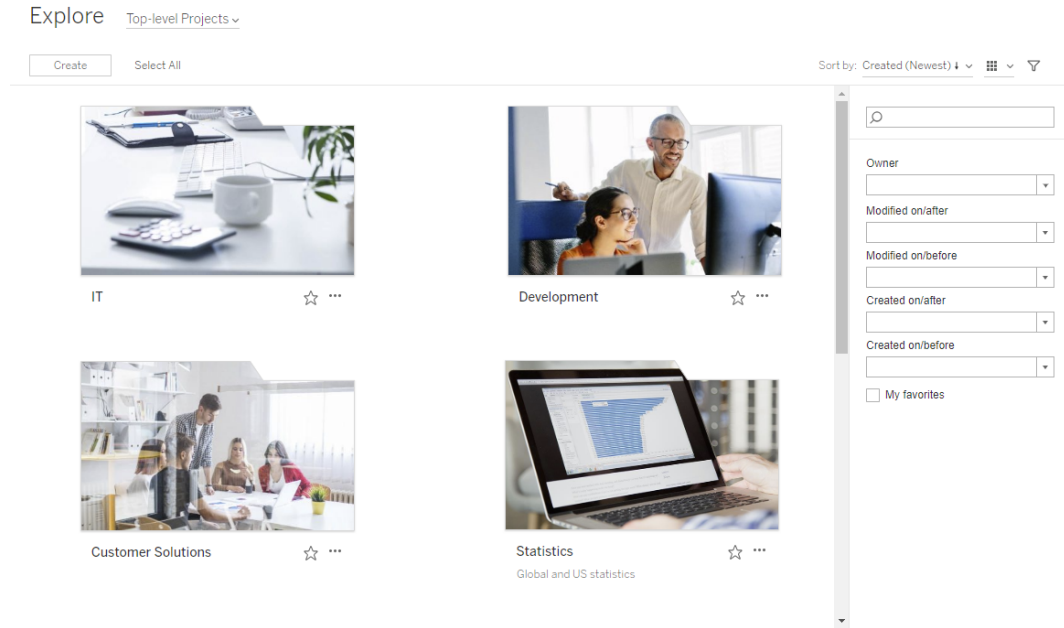 Explore Top-level Projects
Create Select All Sort by: Created (Newest)
IT
Development
Customer Solutions
Statistics
Global and US statistics
Owner
Modified on/after
Modified on/before
Created on/after
Created on/before
My favorites